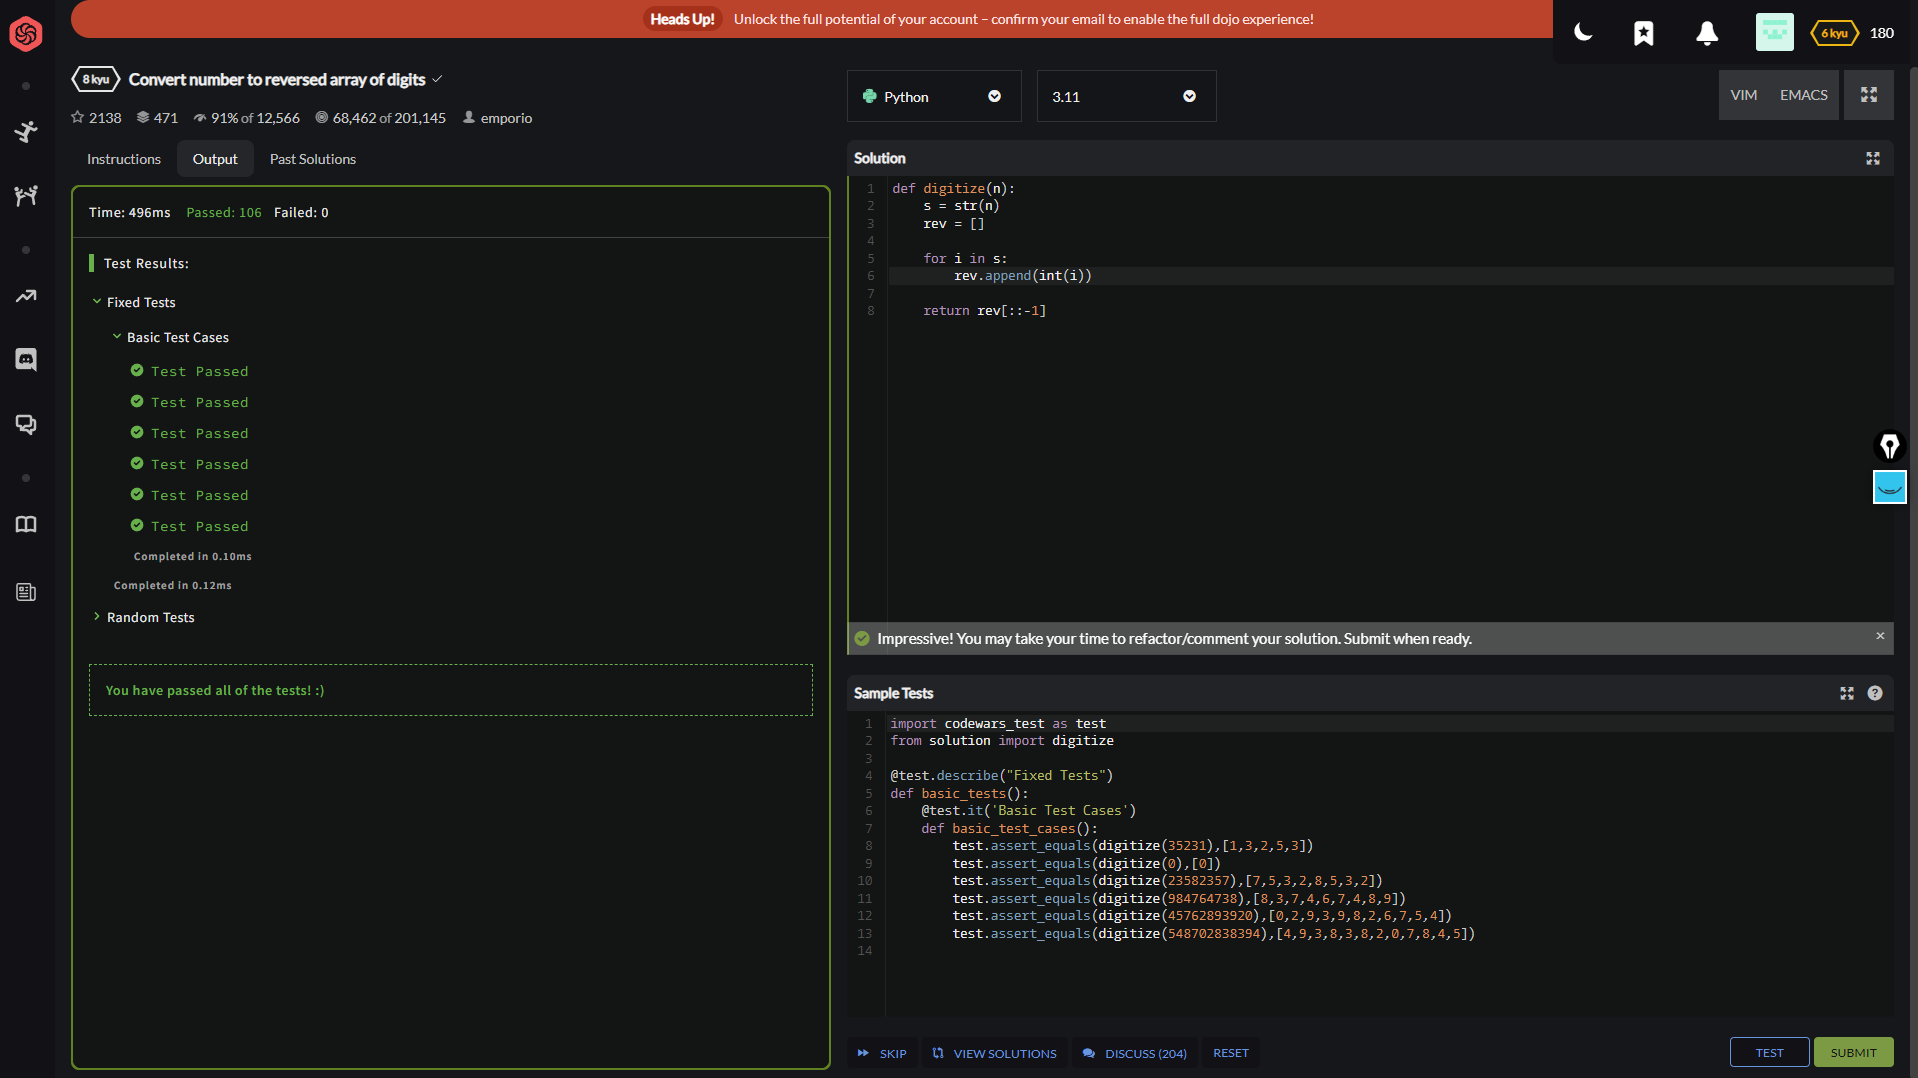 Heads Up! Unlock the full potential of your account – confirm your email to enable the full dojo experience!
6 kyu 180
8 kyu Convert number to reversed array of digits
2138 471 91% of 12,566 68,462 of 201,145 emporio
Instructions Output Past Solutions
Time: 496ms Passed: 106 Failed: 0
Test Results:
Fixed Tests
Basic Test Cases
Test Passed
Test Passed
Test Passed
Test Passed
Test Passed
Test Passed
Completed in 0.10ms
Completed in 0.12ms
Random Tests
You have passed all of the tests! :)
Python 3.11 VIM EMACS
Solution
1 def digitize(n):
2     s = str(n)
3     rev = []
4
5     for i in s:
6         rev.append(int(i))
7
8     return rev[::-1]
Impressive! You may take your time to refactor/comment your solution. Submit when ready. ×
Sample Tests ?
1 import codewars_test as test
2 from solution import digitize
3
4 @test.describe("Fixed Tests")
5 def basic_tests():
6     @test.it('Basic Test Cases')
7     def basic_test_cases():
8         test.assert_equals(digitize(35231),[1,3,2,5,3])
9         test.assert_equals(digitize(0),[0])
10         test.assert_equals(digitize(23582357),[7,5,3,2,8,5,3,2])
11         test.assert_equals(digitize(984764738),[8,3,7,4,6,7,4,8,9])
12         test.assert_equals(digitize(45762893920),[0,2,9,3,9,8,2,6,7,5,4])
13         test.assert_equals(digitize(548702838394),[4,9,3,8,3,8,2,0,7,8,4,5])
14
SKIP VIEW SOLUTIONS DISCUSS (204) RESET TEST SUBMIT